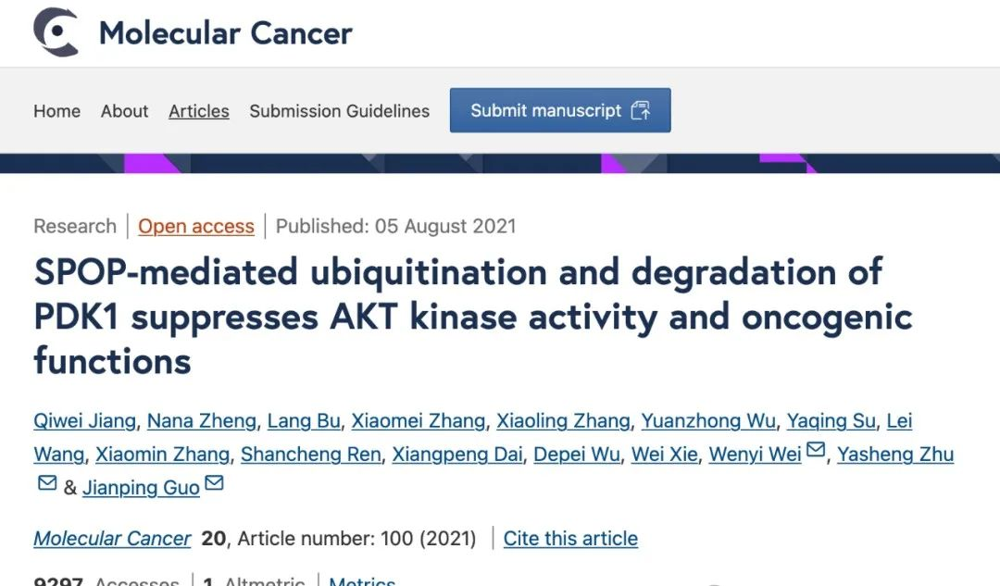 Molecular Cancer
Home About Articles Submission Guidelines Submit manuscript
Research Open access Published: 05 August 2021
SPOP-mediated ubiquitination and degradation of
PDK1 suppresses AKT kinase activity and oncogenic
functions
Qiwei Jiang, Nana Zheng, Lang Bu, Xiaomei Zhang, Xiaoling Zhang, Yuanzhong Wu, Yaqing Su, Lei
Wang, Xiaomin Zhang, Shancheng Ren, Xiangpeng Dai, Depei Wu, Wei Xie, Wenyi Wei, Yasheng Zhu
& Jianping Guo
Molecular Cancer 20, Article number: 100 (2021) Cite this article
9297 Accesses 1 Altmetric Metrics